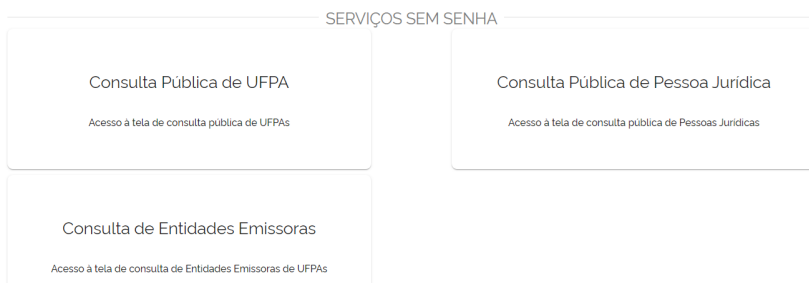 SERVIÇOS SEM SENHA
Consulta Pública de UFPA
Acesso à tela de consulta pública de UFPAs
Consulta Pública de Pessoa Jurídica
Acesso à tela de consulta pública de Pessoas Jurídicas
Consulta de Entidades Emissoras
Acesso à tela de consulta de Entidades Emissoras de UFPAs